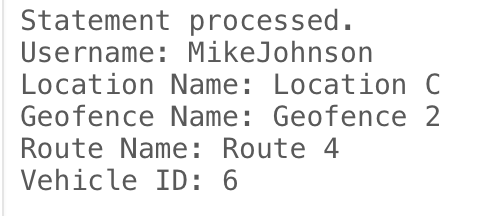 Statement processed.
Username: MikeJohnson
Location Name: Location C
Geofence Name: Geofence 2
Route Name: Route 4
Vehicle ID: 6